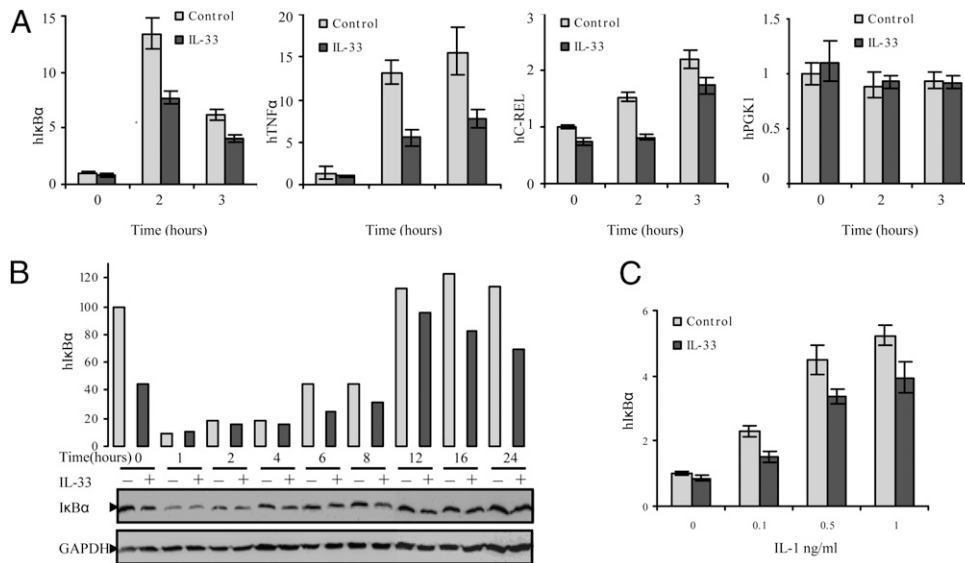 A
Control
IL-33
15
10
5
0
hIκBα
0 2 3
Time (hours)
Control
IL-33
20
15
10
5
0
hTNFα
0 2 3
Time (hours)
Control
IL-33
3
2
1
0
hC-REL
0 2 3
Time (hours)
Control
IL-33
1.5
1
0.5
0
hPGK1
0 2 3
Time (hours)
B
120
100
80
60
40
20
0
hIκBα
Time(hours) 0 1 2 4 6 8 12 16 24
IL-33 – + – + – + – + – + – + – + – + – +
IκBα
GAPDH
C
Control
IL-33
6
4
2
0
hIκBα
0 0.1 0.5 1
IL-1 ng/ml